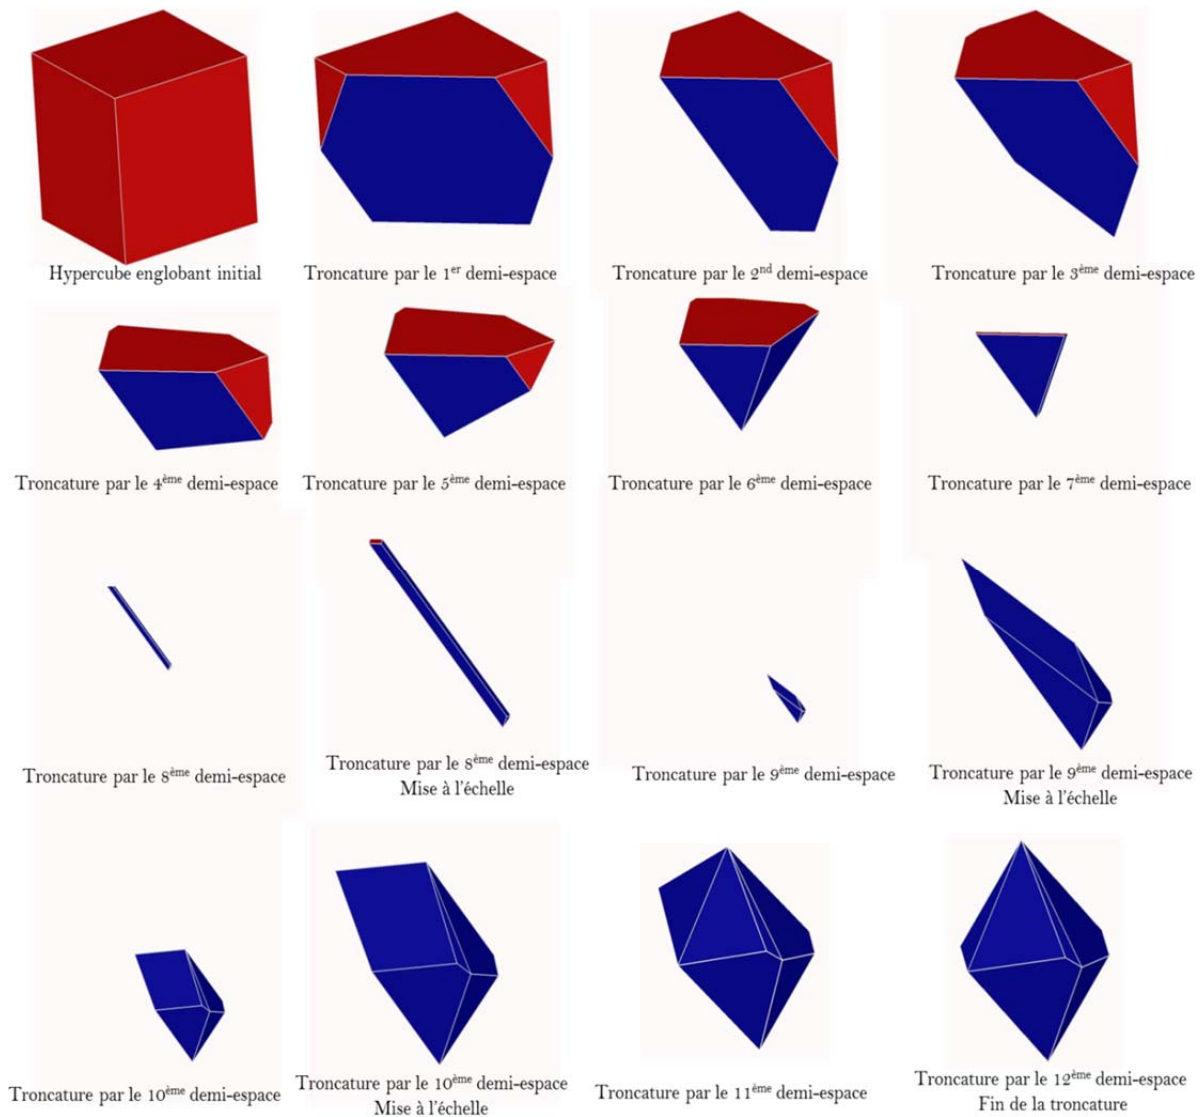 Hypercube englobant initial
Troncature par le 1er demi-espace
Troncature par le 2nd demi-espace
Troncature par le 3ème demi-espace
Troncature par le 4ème demi-espace
Troncature par le 5ème demi-espace
Troncature par le 6ème demi-espace
Troncature par le 7ème demi-espace
Troncature par le 8ème demi-espace
Troncature par le 8ème demi-espace
Mise à l'échelle
Troncature par le 9ème demi-espace
Troncature par le 9ème demi-espace
Mise à l'échelle
Troncature par le 10ème demi-espace
Troncature par le 10ème demi-espace
Mise à l'échelle
Troncature par le 11ème demi-espace
Troncature par le 12ème demi-espace
Fin de la troncature